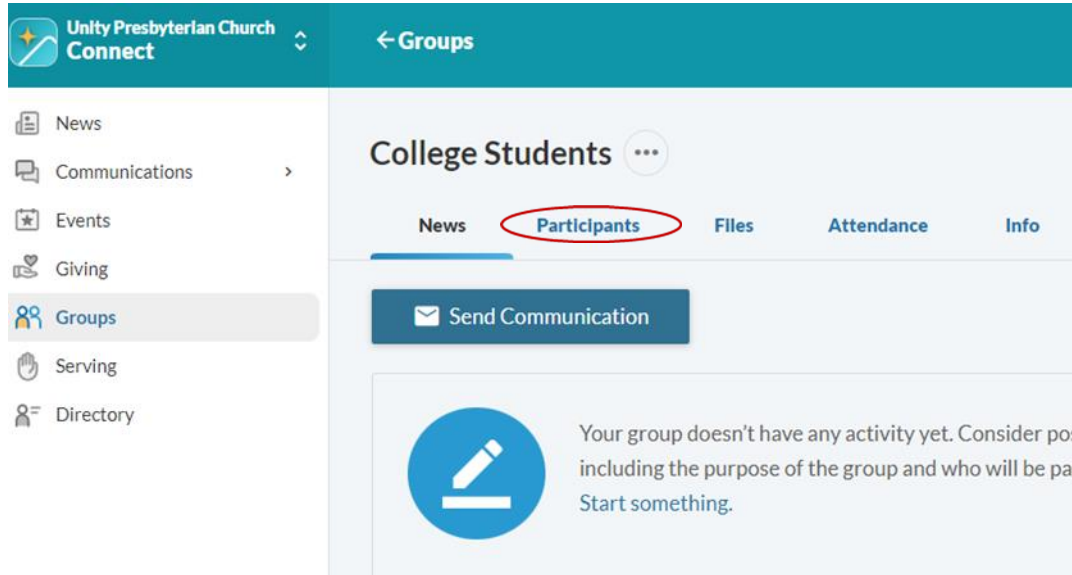 Unity Presbyterian Church
Connect
←Groups
News
Communications
Events
Giving
Groups
Serving
Directory
College Students
News Participants Files Attendance Info
Send Communication
Your group doesn't have any activity yet. Consider
including the purpose of the group and who will be
Start something.